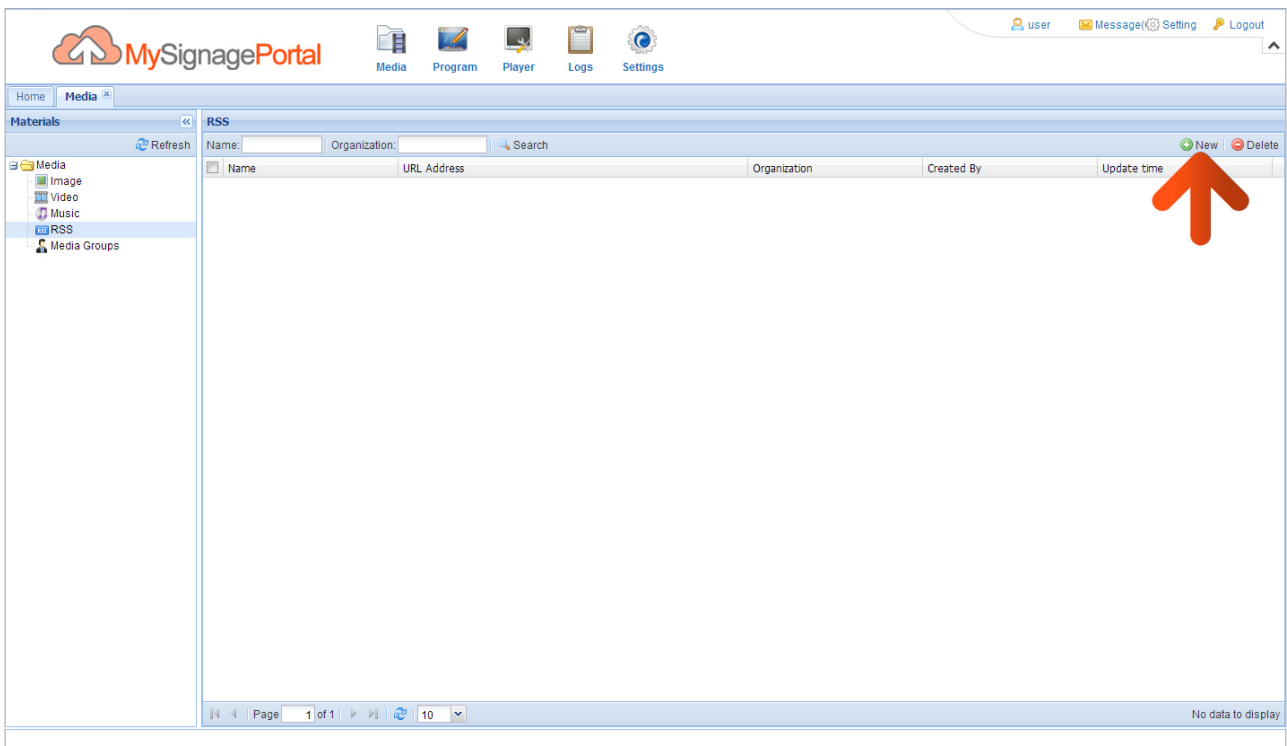 user Message( Setting Logout
MySignagePortal
Media Program Player Logs Settings
Home Media
Materials
Refresh
Media
Image
Video
Music
RSS
Media Groups
RSS
Name: Organization: Search New Delete
Name URL Address Organization Created By Update time
Page 1 of 1 10 No data to display